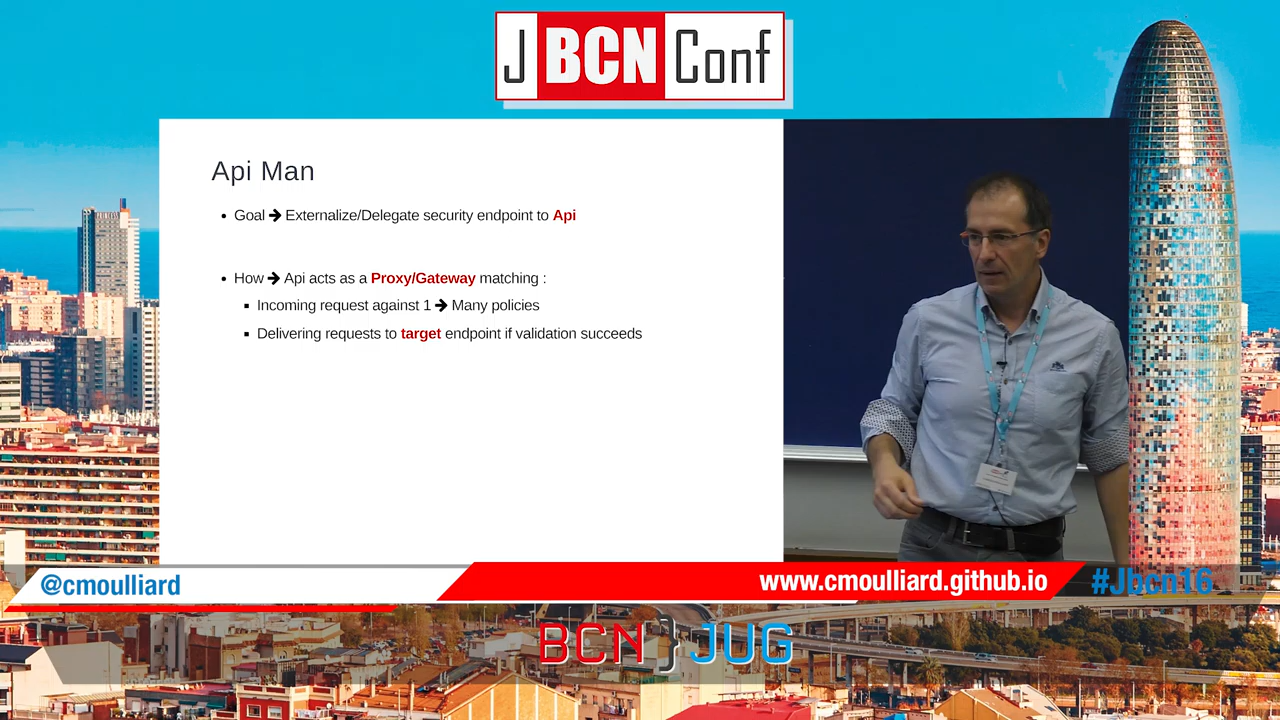 J BCN Conf
Api Man
• Goal ➔ Externalize/Delegate security endpoint to Api
• How ➔ Api acts as a Proxy/Gateway matching :
▪ Incoming request against 1 ➔ Many policies
▪ Delivering requests to target endpoint if validation succeeds
@cmoulliard
www.cmoulliard.github.io
#Jbcn16
BCN JUG